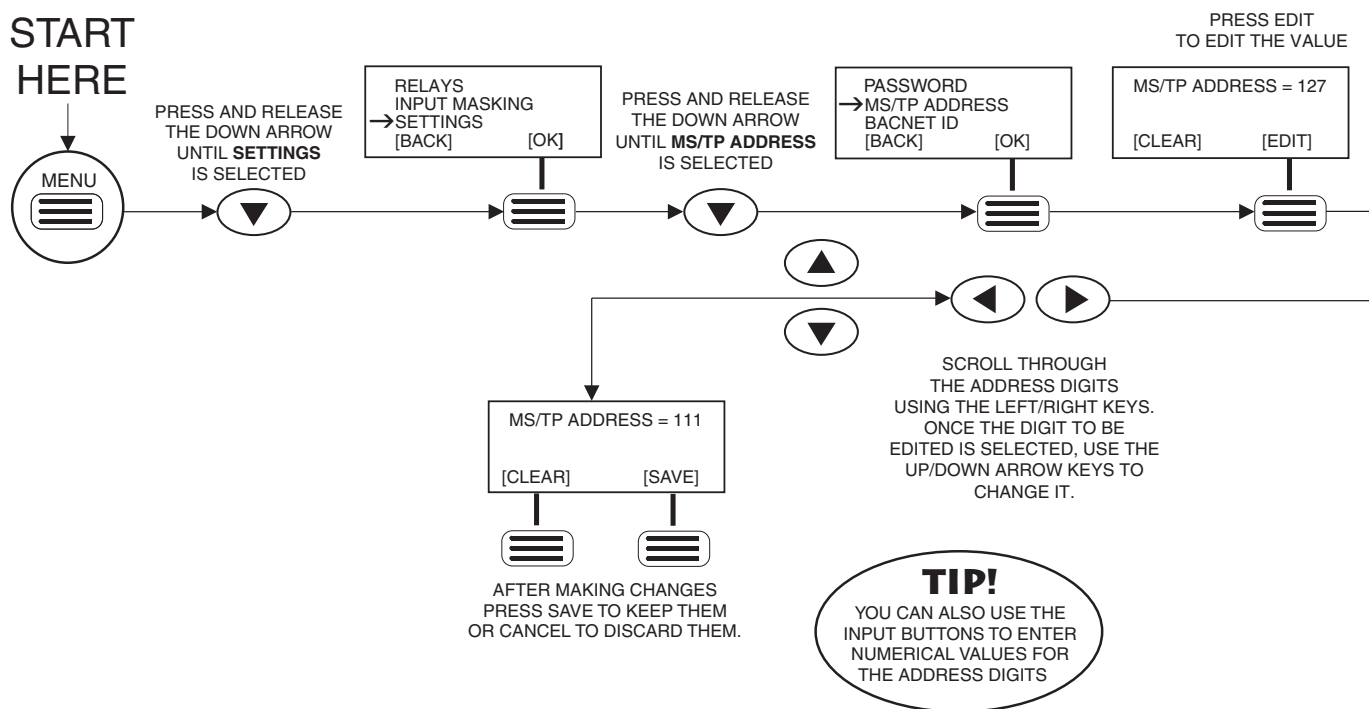 START
HERE
MENU
PRESS AND RELEASE
THE DOWN ARROW
UNTIL SETTINGS
IS SELECTED
RELAYS
INPUT MASKING
→SETTINGS
[BACK] [OK]
PRESS AND RELEASE
THE DOWN ARROW
UNTIL MS/TP ADDRESS
IS SELECTED
PASSWORD
→MS/TP ADDRESS
BACNET ID
[BACK] [OK]
PRESS EDIT
TO EDIT THE VALUE
MS/TP ADDRESS = 127
[CLEAR] [EDIT]
SCROLL THROUGH
THE ADDRESS DIGITS
USING THE LEFT/RIGHT KEYS.
ONCE THE DIGIT TO BE
EDITED IS SELECTED, USE THE
UP/DOWN ARROW KEYS TO
CHANGE IT.
MS/TP ADDRESS = 111
[CLEAR] [SAVE]
AFTER MAKING CHANGES
PRESS SAVE TO KEEP THEM
OR CANCEL TO DISCARD THEM.
TIP!
YOU CAN ALSO USE THE
INPUT BUTTONS TO ENTER
NUMERICAL VALUES FOR
THE ADDRESS DIGITS